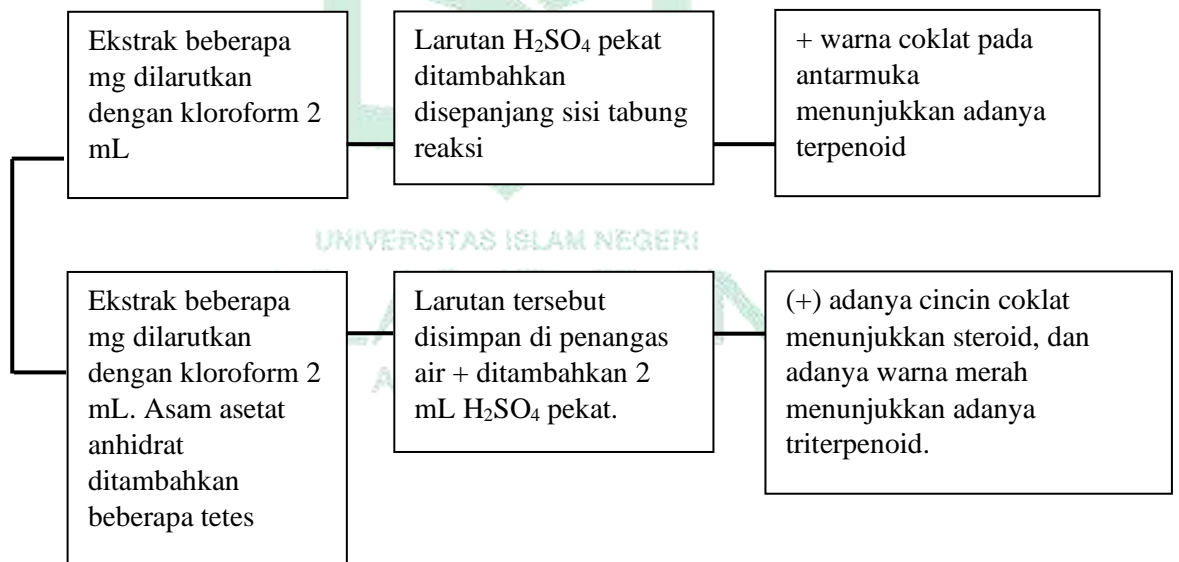 Ekstrak beberapa
mg dilarutkan
dengan kloroform 2
mL
Larutan H₂SO₄ pekat
ditambahkan
disepanjang sisi tabung
reaksi
+ warna coklat pada
antarmuka
menunjukkan adanya
terpenoid
UNIVERSITAS ISLAM NEGERI
Ekstrak beberapa
mg dilarutkan
dengan kloroform 2
mL. Asam asetat
anhidrat
ditambahkan
beberapa tetes
Larutan tersebut
disimpan di penangas
air + ditambahkan 2
mL H₂SO₄ pekat.
(+) adanya cincin coklat
menunjukkan steroid, dan
adanya warna merah
menunjukkan adanya
triterpenoid.